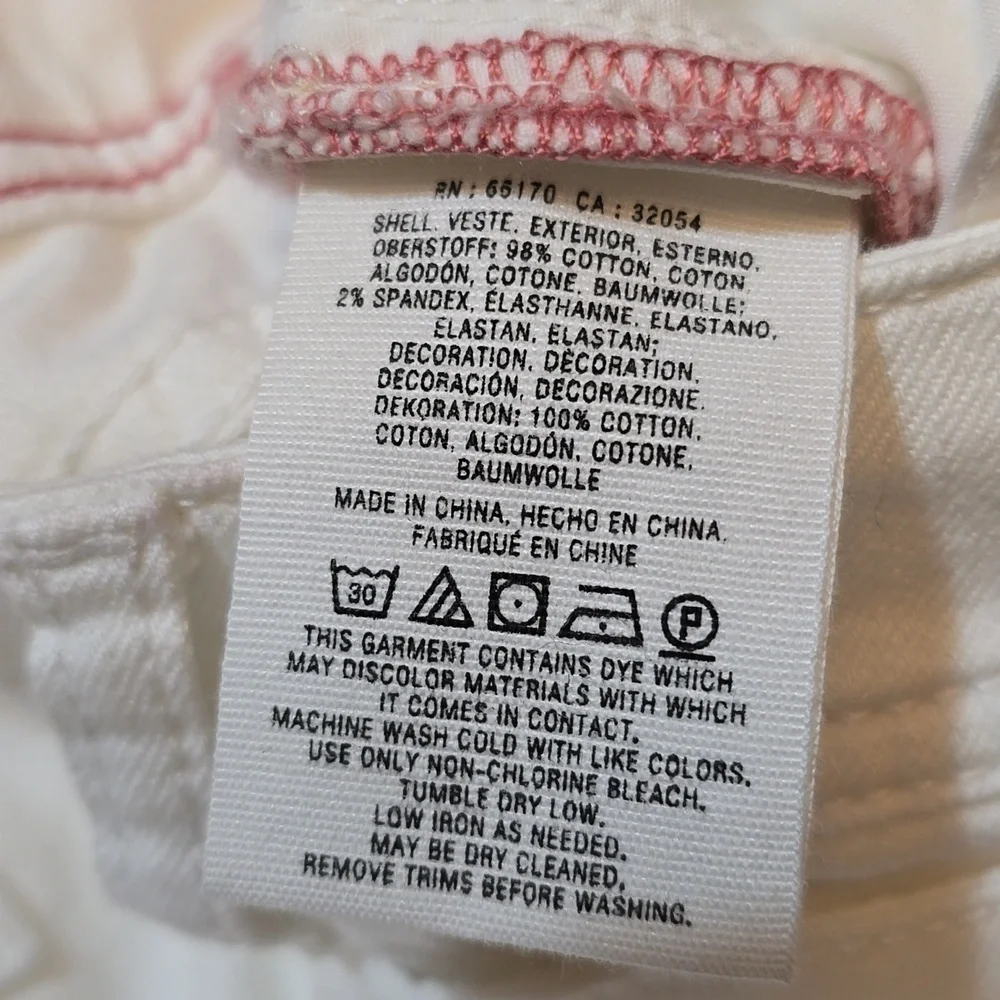 RN : 66170 CA : 32054
SHELL. VESTE. EXTERIOR, ESTERNO,
OBERSTOFF: 98% COTTON, COTON,
ALGODÓN, COTONE, BAUMWOLLE;
2% SPANDEX, ÉLASTHANNE, ELASTANO,
ELASTAN, ELASTAN;
DECORATION, DÉCORATION,
DECORACIÓN, DECORAZIONE,
DEKORATION: 100% COTTON,
COTON, ALGODÓN, COTONE,
BAUMWOLLE
MADE IN CHINA, HECHO EN CHINA,
FABRIQUÉ EN CHINE
30 P
THIS GARMENT CONTAINS DYE WHICH
MAY DISCOLOR MATERIALS WITH WHICH
IT COMES IN CONTACT.
MACHINE WASH COLD WITH LIKE COLORS.
USE ONLY NON-CHLORINE BLEACH.
TUMBLE DRY LOW.
LOW IRON AS NEEDED.
MAY BE DRY CLEANED.
REMOVE TRIMS BEFORE WASHING.